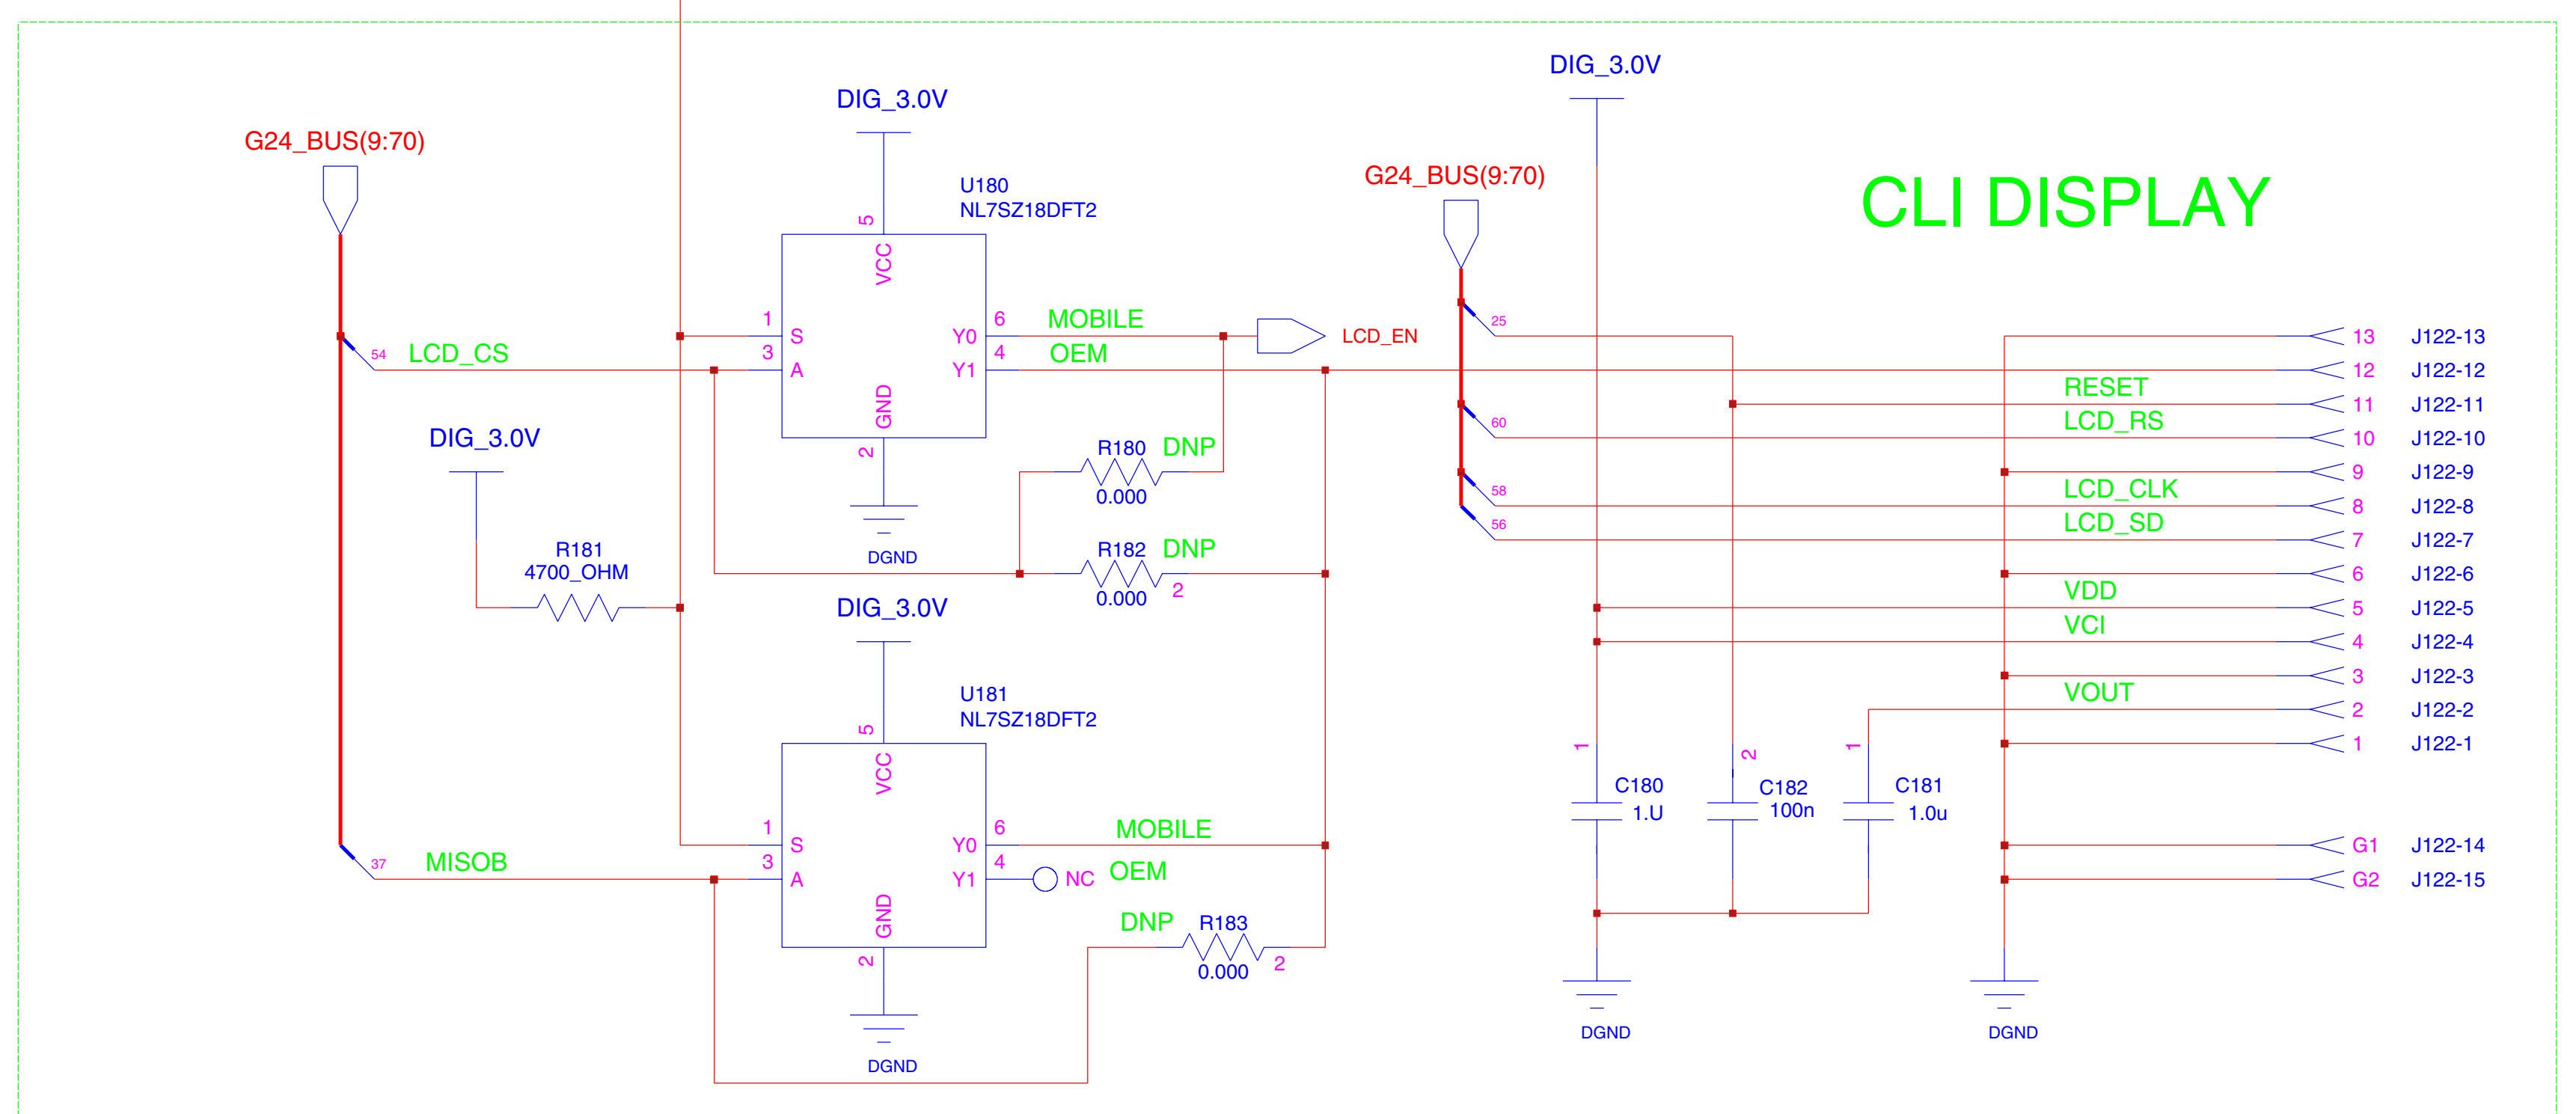 DIG_3.0V
DIG_3.0V
G24_BUS(9:70)
G24_BUS(9:70)
CLI DISPLAY
U180
NL7SZ18DFT2
5
VCC
1
S
3
A
Y0
6
MOBILE
Y1
4
OEM
GND
2
DGND
LCD_EN
54
LCD_CS
DIG_3.0V
R181
4700_OHM
R180
DNP
0.000
R182
DNP
0.000
2
DIG_3.0V
U181
NL7SZ18DFT2
5
VCC
1
S
3
A
Y0
6
MOBILE
Y1
4
NC
OEM
GND
2
DGND
37
MISOB
DNP
R183
0.000
2
25
60
58
56
13 J122-13
12 J122-12
RESET
11 J122-11
LCD_RS
10 J122-10
9 J122-9
LCD_CLK
8 J122-8
LCD_SD
7 J122-7
6 J122-6
VDD
5 J122-5
VCI
4 J122-4
3 J122-3
VOUT
2 J122-2
1 J122-1
G1 J122-14
G2 J122-15
1
C180
1.U
2
C182
100n
1
C181
1.0u
DGND
DGND